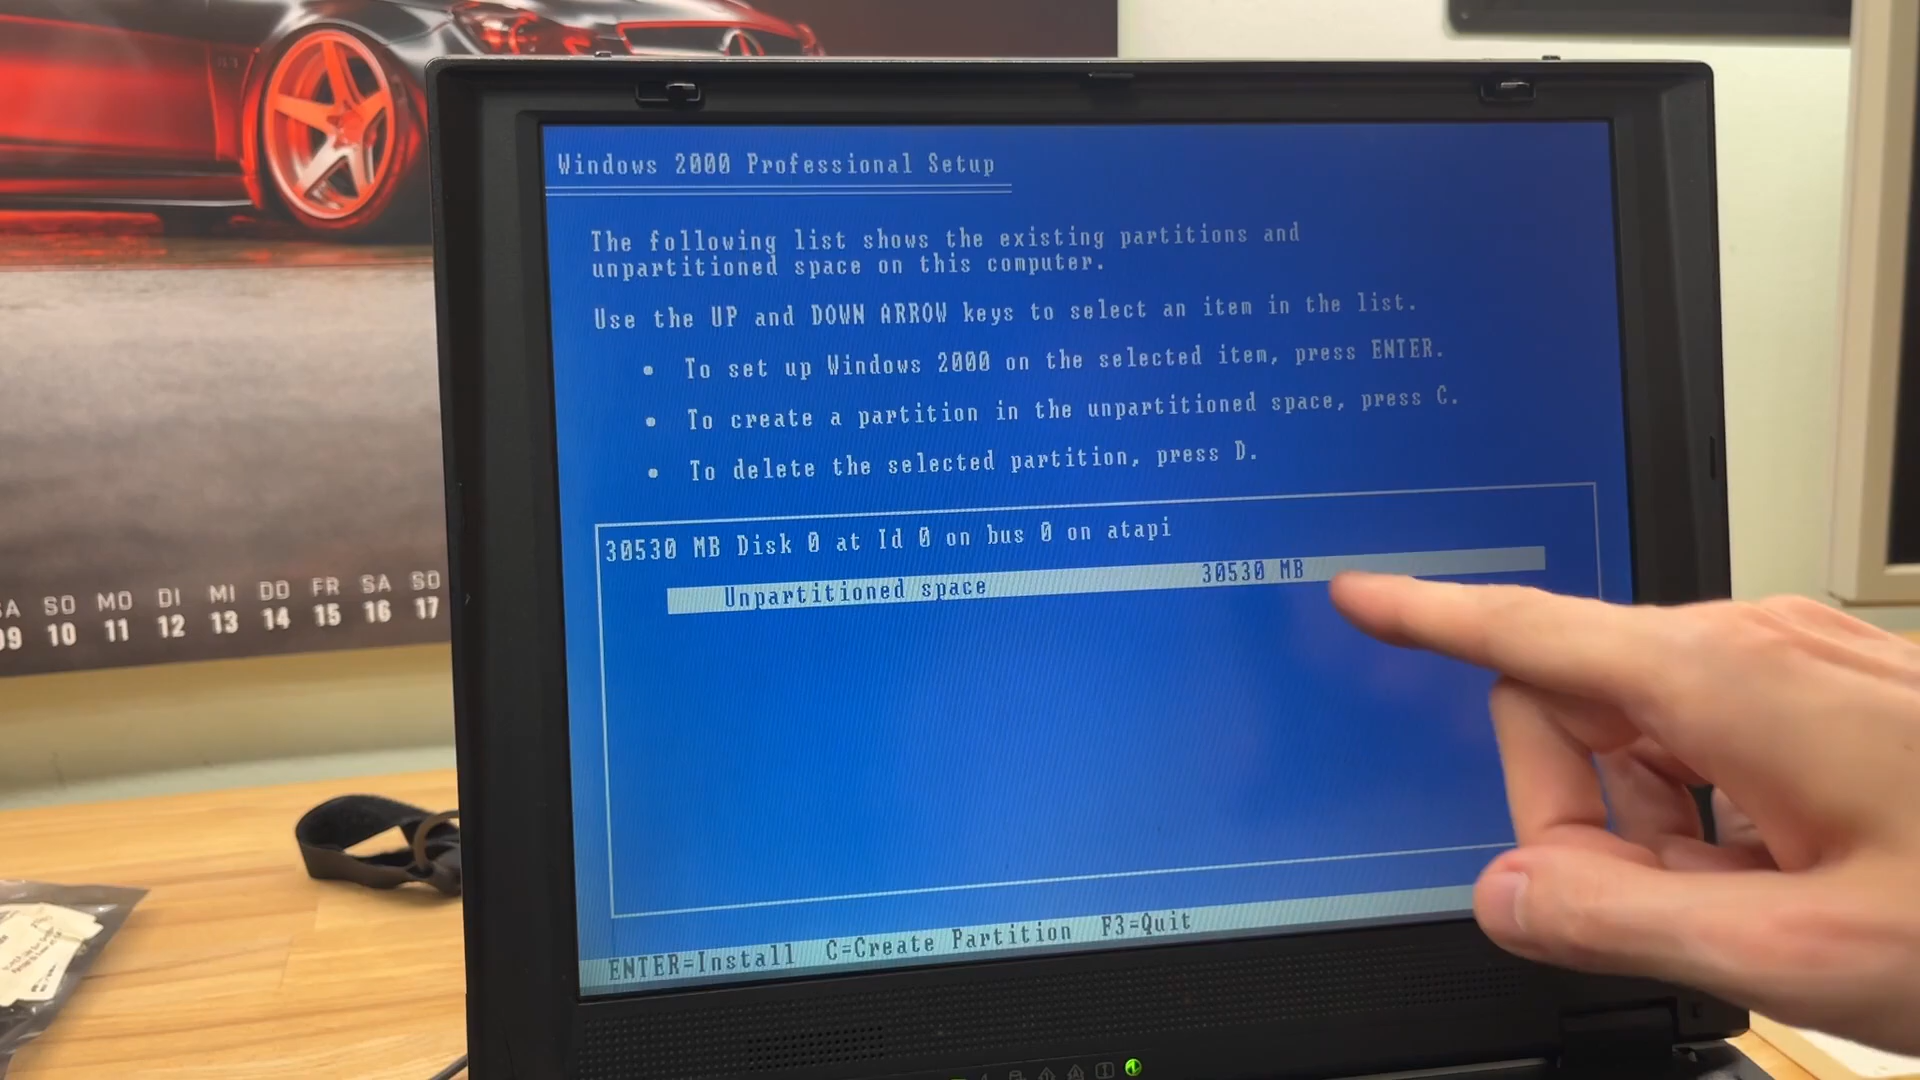 Windows 2000 Professional Setup
The following list shows the existing partitions and
unpartitioned space on this computer.
Use the UP and DOWN ARROW keys to select an item in the list.
• To set up Windows 2000 on the selected item, press ENTER.
• To create a partition in the unpartitioned space, press C.
• To delete the selected partition, press D.
30530 MB Disk 0 at Id 0 on bus 0 on atapi
Unpartitioned space 30530 MB
ENTER=Install C=Create Partition F3=Quit
SA SO MO DI MI DO FR SA SO
09 10 11 12 13 14 15 16 17